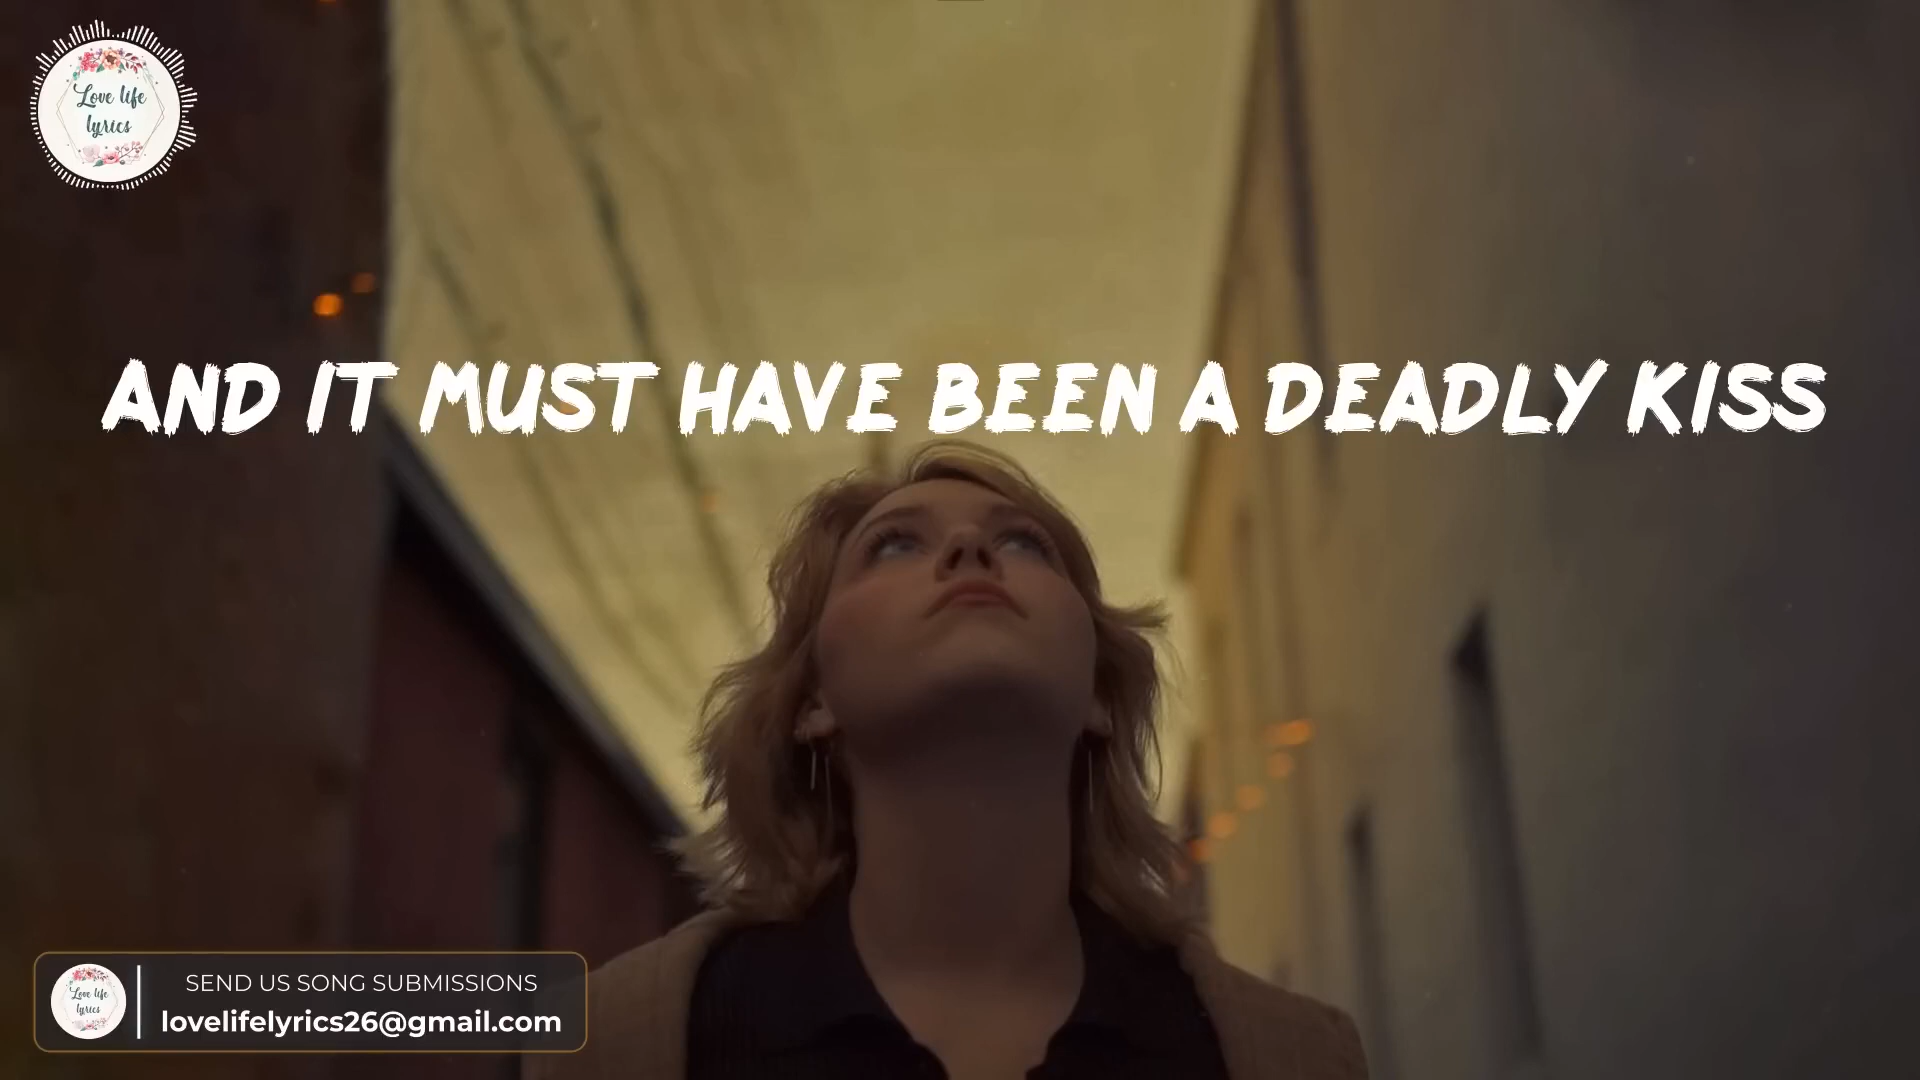 Love life
lyrics
AND IT MUST HAVE BEEN A DEADLY KISS
Love life
lyrics
SEND US SONG SUBMISSIONS
lovelifelyrics26@gmail.com